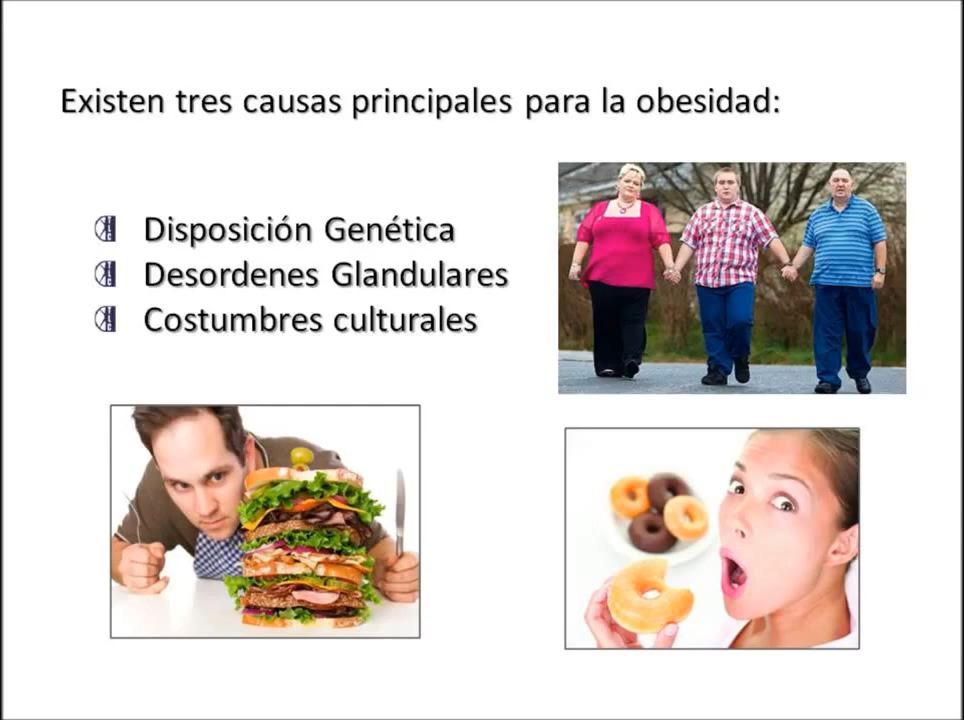 Existen tres causas principales para la obesidad:
Disposición Genética
Desordenes Glandulares
Costumbres culturales